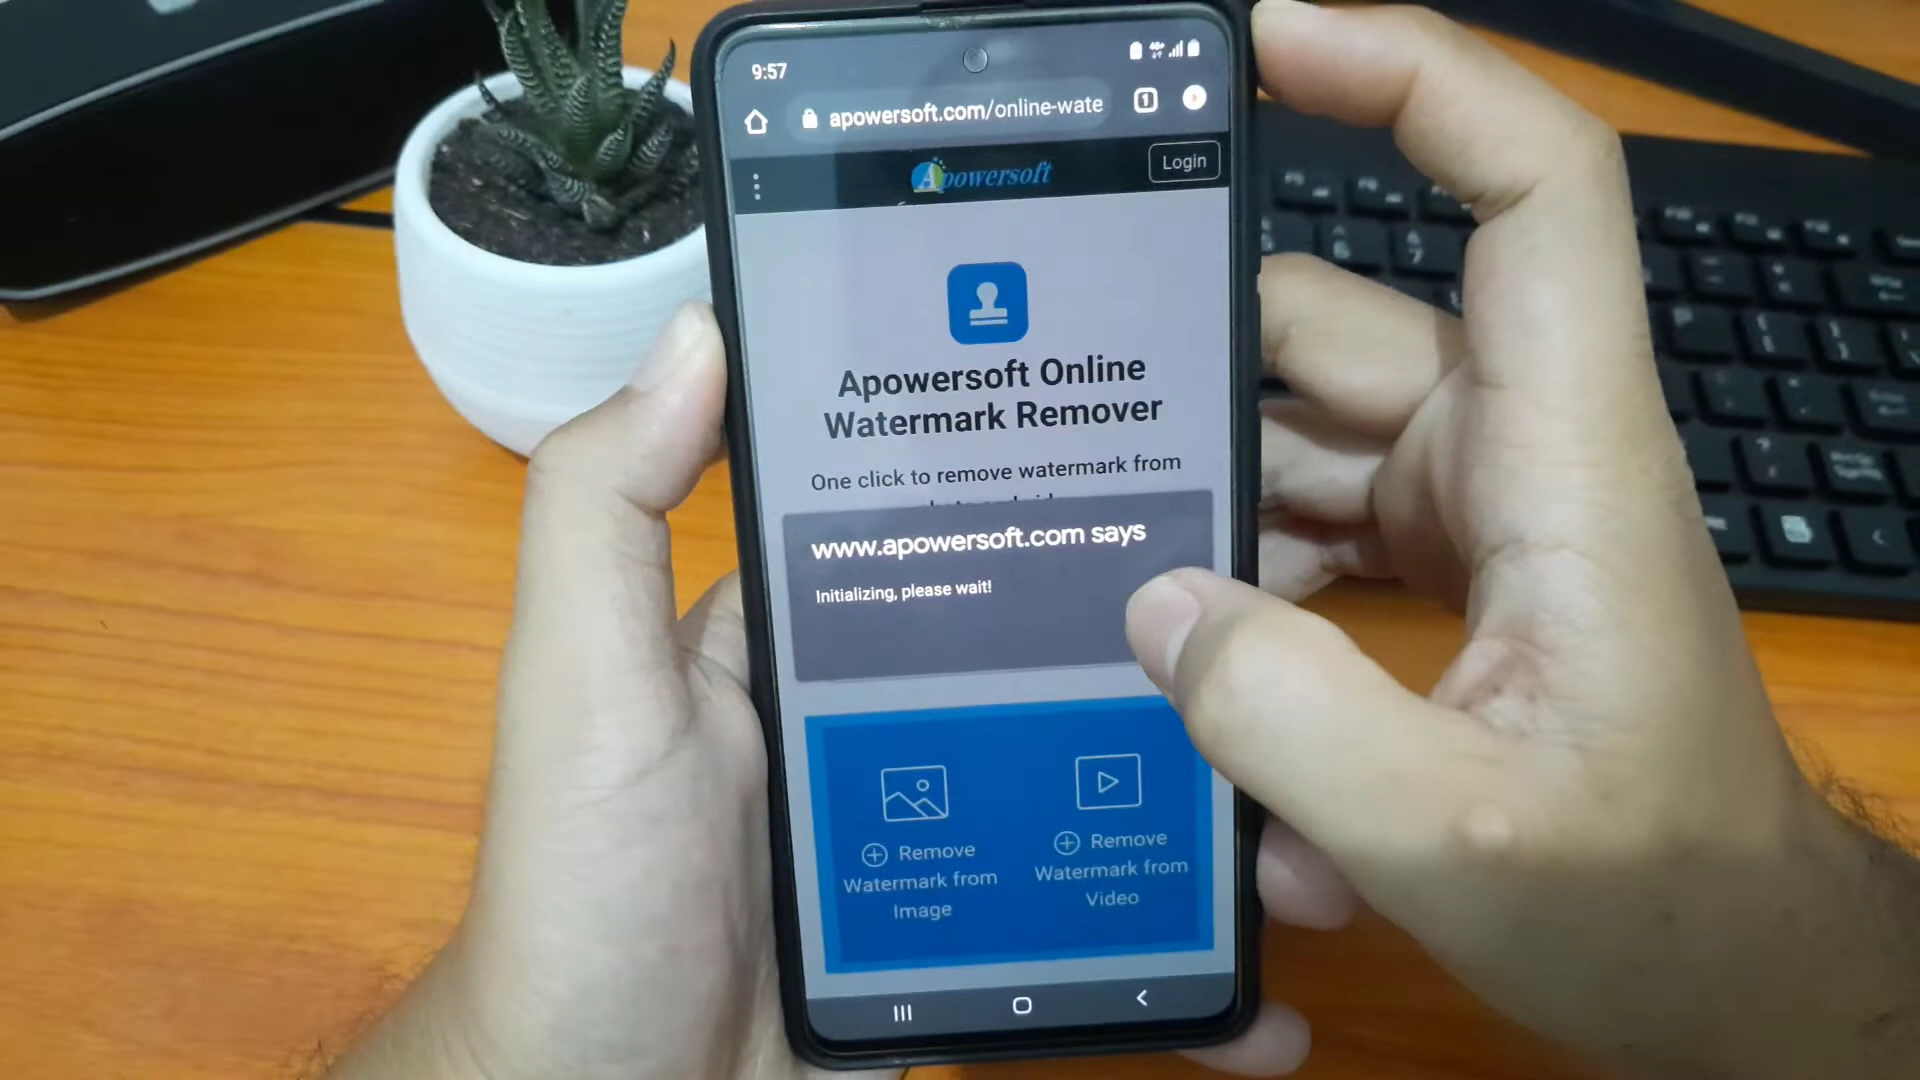 9:57
apowersoft.com/online-wate
1
Apowersoft
Login
Apowersoft Online
Watermark Remover
One click to remove watermark from
www.apowersoft.com says
Initializing, please wait!
Remove
Watermark from
Image
Remove
Watermark from
Video